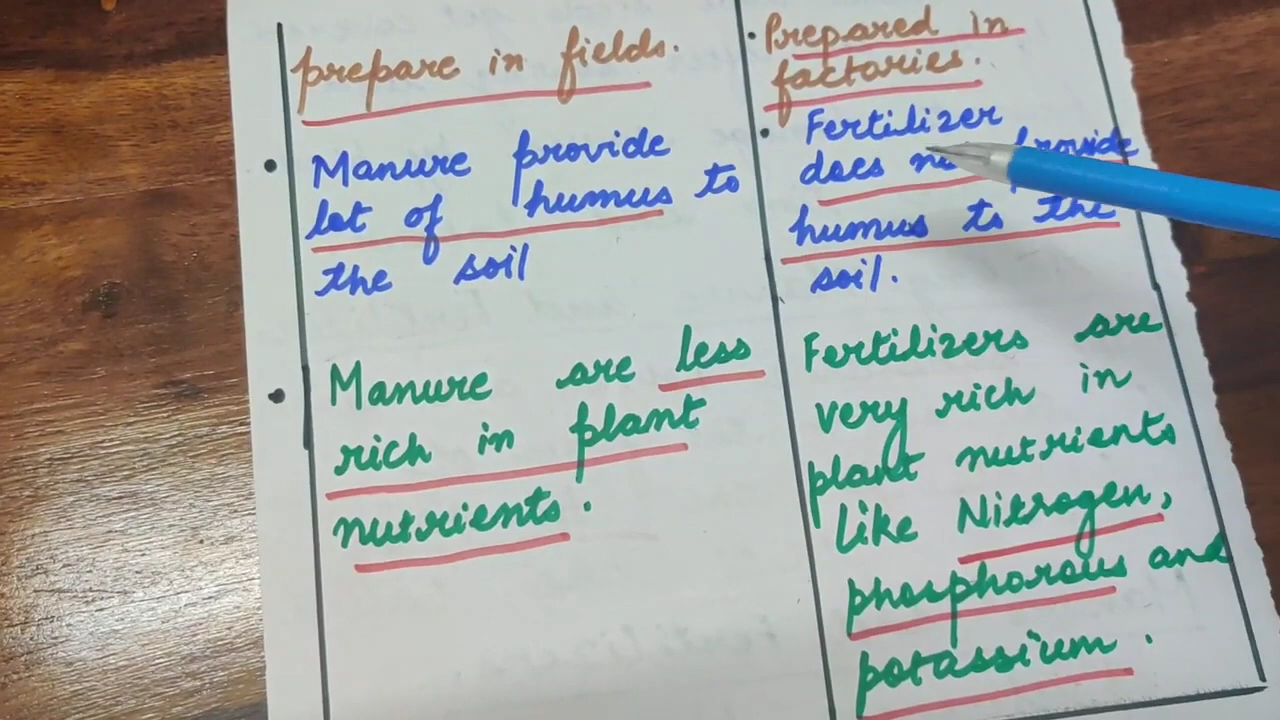 prepare in fields.
Manure provide
lot of humus to
the soil
Manure are less
rich in plant
nutrients.
• Prepared in
factories.
Fertilizer
does not provide
humus to the
soil.
Fertilizers are
very rich in
plant nutrients
like Nitrogen,
phosphorous and
potassium.